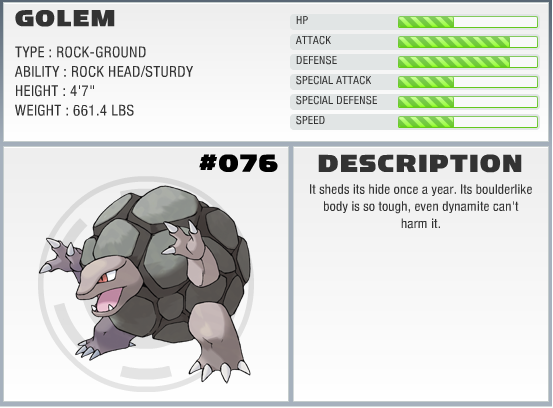 GOLEM
TYPE : ROCK-GROUND
ABILITY : ROCK HEAD/STURDY
HEIGHT : 4'7"
WEIGHT : 661.4 LBS
HP
ATTACK
DEFENSE
SPECIAL ATTACK
SPECIAL DEFENSE
SPEED
#076
DESCRIPTION
It sheds its hide once a year. Its boulderlike
body is so tough, even dynamite can't
harm it.